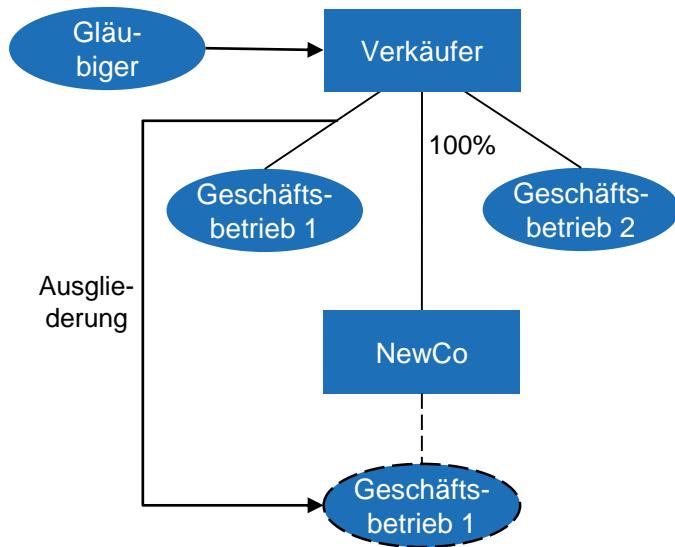 Gläu-
biger
Verkäufer
100%
Geschäfts-
betrieb 1
Geschäfts-
betrieb 2
Ausglie-
derung
NewCo
Geschäfts-
betrieb 1